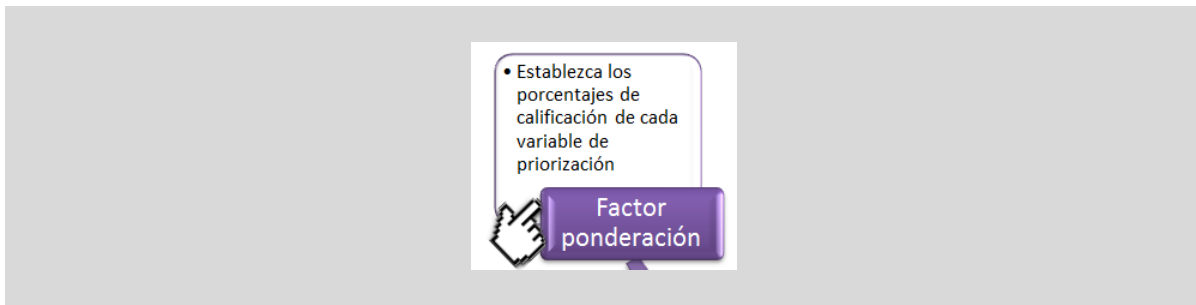 • Establezca los
porcentajes de
calificación de cada
variable de
priorización
Factor
ponderación